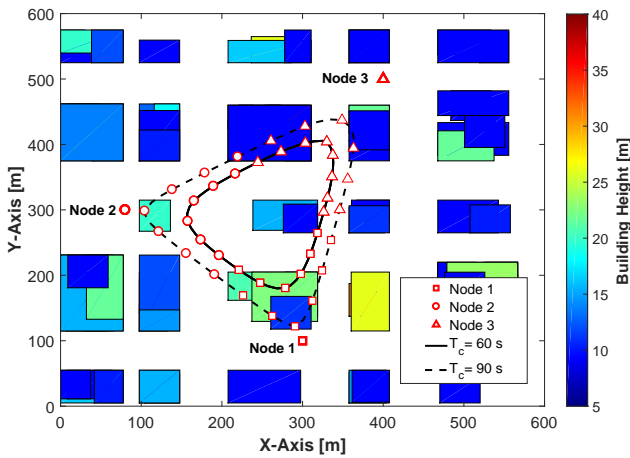 600
500
400
300
200
100
0
0
100
200
300
400
500
600
X-Axis [m]
Y-Axis [m]
Node 3
Node 2
Node 1
Node 1
Node 2
Node 3
T_c= 60 s
T_c= 90 s
40
35
30
25
20
15
10
5
Building Height [m]